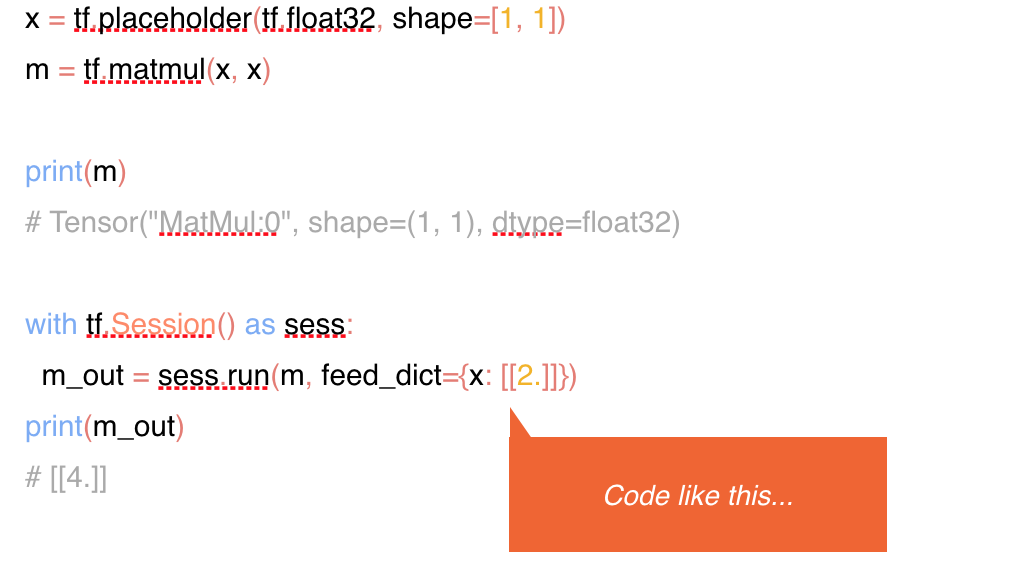 x = tf.placeholder(tf.float32, shape=[1, 1])
m = tf.matmul(x, x)
print(m)
# Tensor("MatMul:0", shape=(1, 1), dtype=float32)
with tf.Session() as sess:
  m_out = sess.run(m, feed_dict={x: [[2.]]})
print(m_out)
# [[4.]]
Code like this...